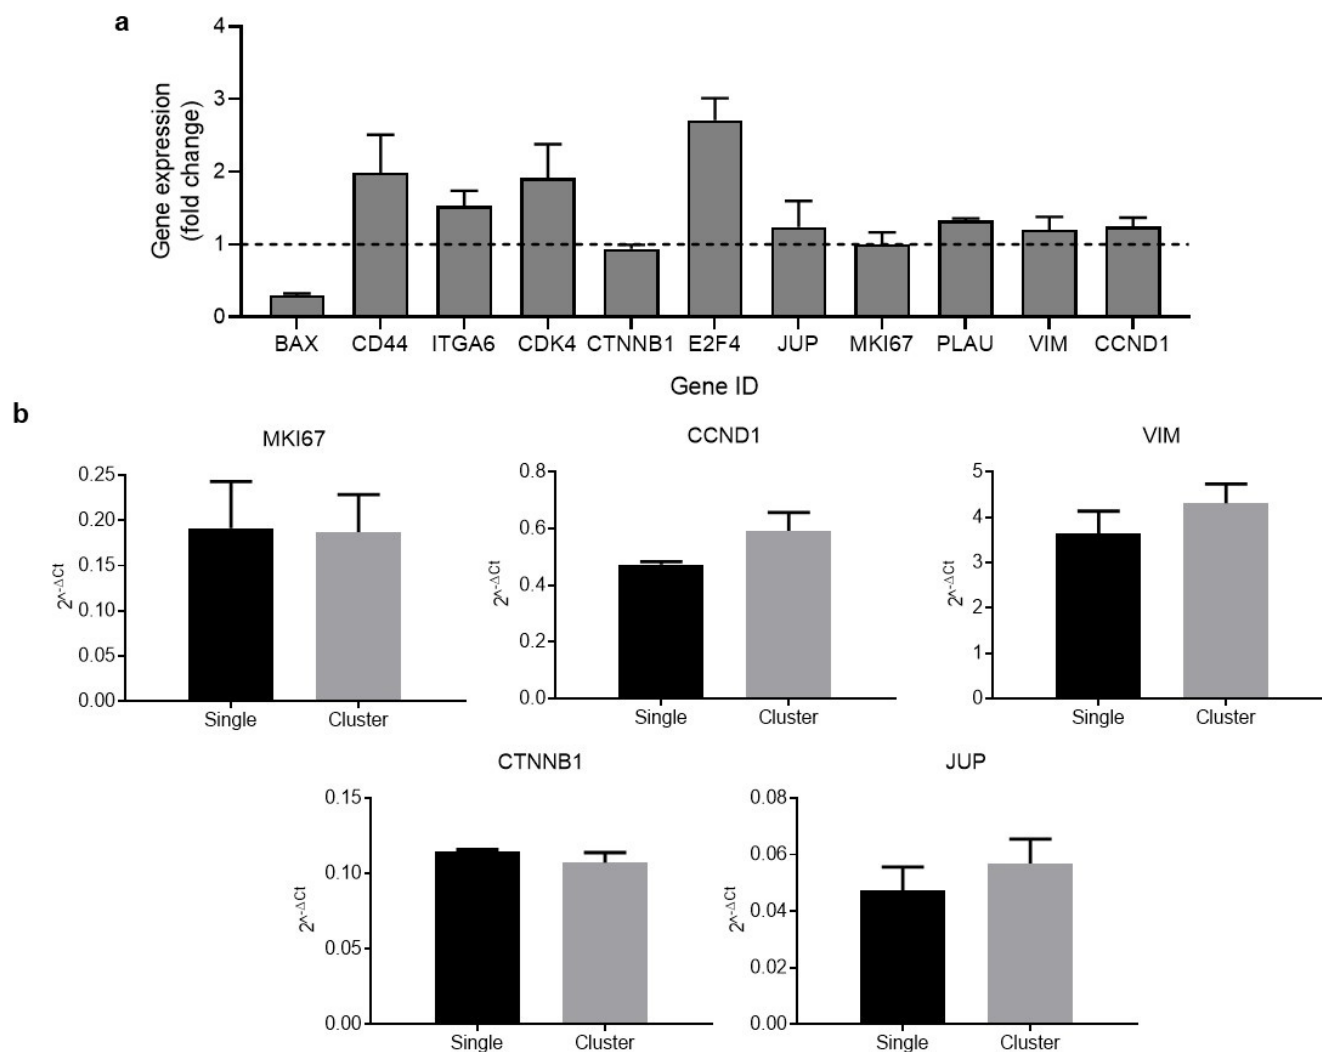 a
Gene expression
(fold change)
4
3
2
1
0
BAX CD44 ITGA6 CDK4 CTNNB1 E2F4 JUP MKI67 PLAU VIM CCND1
Gene ID
b
MKI67
2^-ΔCt
0.25
0.20
0.15
0.10
0.05
0.00
Single Cluster
CCND1
2^-ΔCt
0.8
0.6
0.4
0.2
0.0
Single Cluster
VIM
2^-ΔCt
5
4
3
2
1
0
Single Cluster
CTNNB1
2^-ΔCt
0.15
0.10
0.05
0.00
Single Cluster
JUP
2^-ΔCt
0.08
0.06
0.04
0.02
0.00
Single Cluster